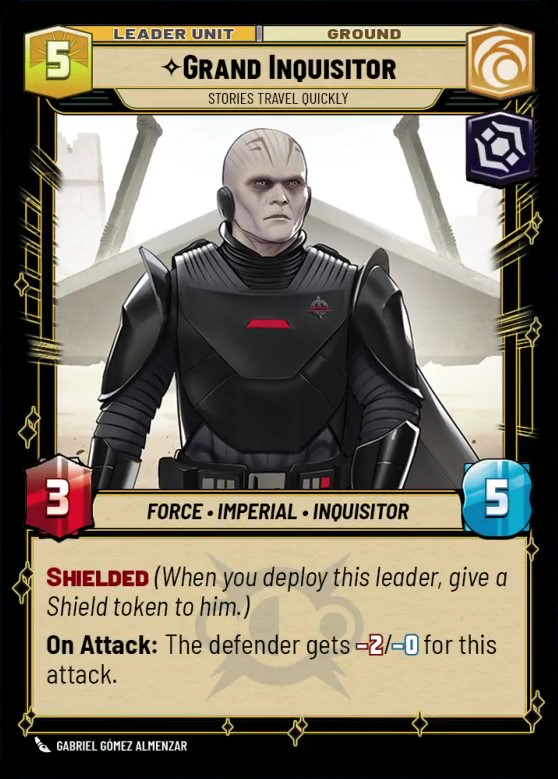 LEADER UNIT GROUND
5
GRAND INQUISITOR
STORIES TRAVEL QUICKLY
3
FORCE • IMPERIAL • INQUISITOR
5
SHIELDED (When you deploy this leader, give a
Shield token to him.)
On Attack: The defender gets -2/-0 for this
attack.
GABRIEL GÓMEZ ALMENZAR